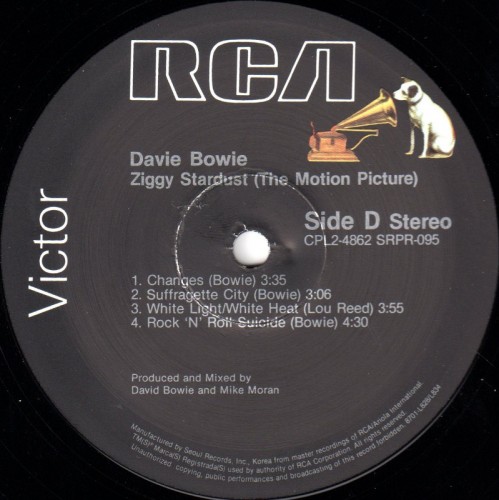 RCA
Victor
Davie Bowie
Ziggy Stardust (The Motion Picture)
Side D Stereo
CPL2-4862 SRPR-095
1. Changes (Bowie) 3:35
2. Suffragette City (Bowie) 3:06
3. White Light/White Heat (Lou Reed) 3:55
4. Rock 'N' Roll Suicide (Bowie) 4:30
Produced and Mixed by
David Bowie and Mike Moran
Manufactured by Seoul Records, Inc., Korea from master recordings of RCA/Ariola International.
TM(S)® Marca(S) Registrada(S) used by authority of RCA Corporation. All rights reserved.
Unauthorized copying, public performances and broadcasting of this record forbidden.